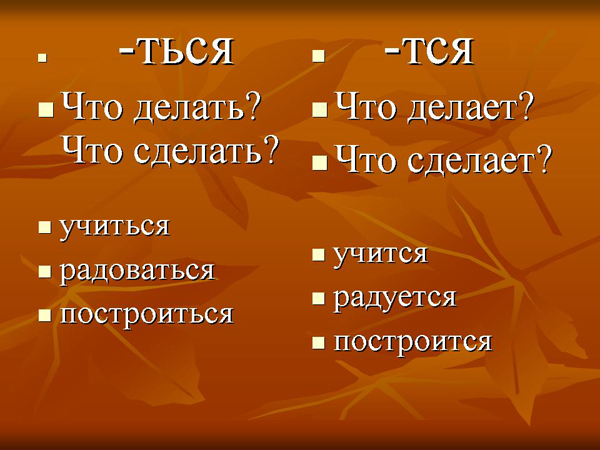 -ться
Что делать?
Что сделать?
учиться
радоваться
построиться
-тся
Что делает?
Что сделает?
учится
радуется
построится